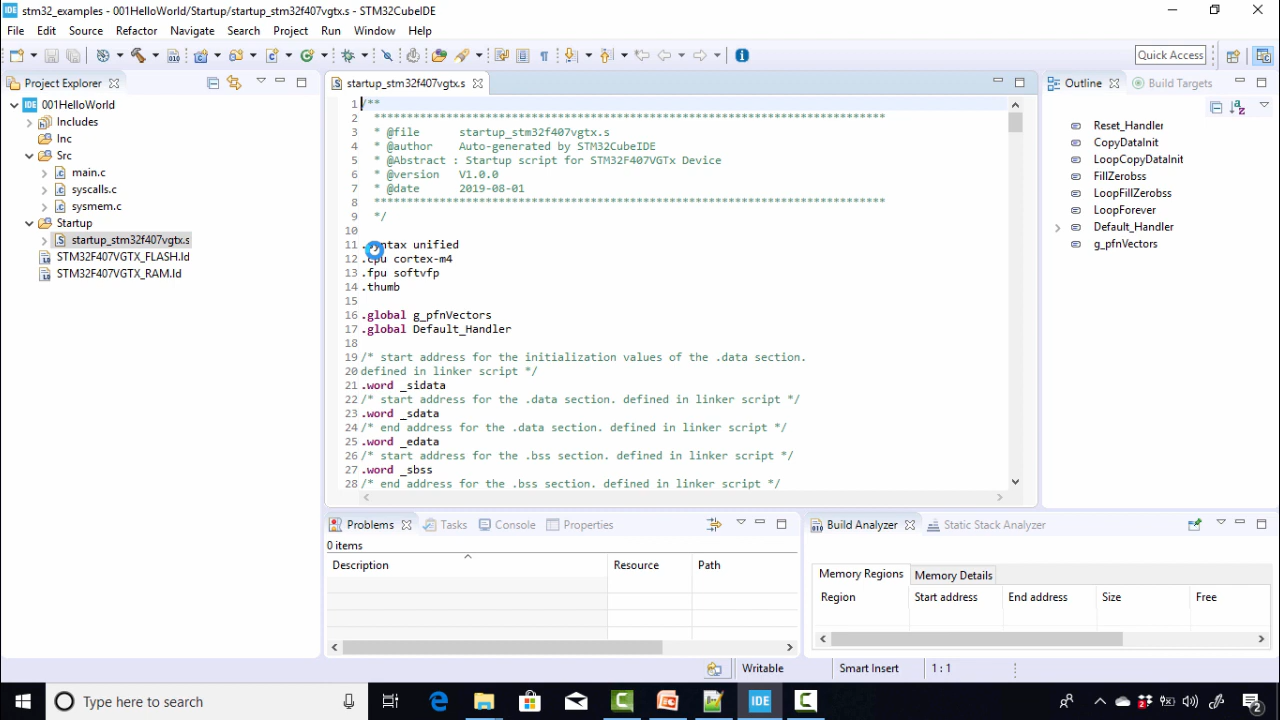 IDE stm32_examples - 001HelloWorld/Startup/startup_stm32f407vgtx.s - STM32CubeIDE
File Edit Source Refactor Navigate Search Project Run Window Help
Quick Access
Project Explorer
IDE 001HelloWorld
Includes
Inc
Src
main.c
syscalls.c
sysmem.c
Startup
startup_stm32f407vgtx.s
STM32F407VGTX_FLASH.ld
STM32F407VGTX_RAM.ld
startup_stm32f407vgtx.s
1 /**
2 ******************************************************************************
3 * @file      startup_stm32f407vgtx.s
4 * @author    Auto-generated by STM32CubeIDE
5 * @Abstract : Startup script for STM32F407VGTx Device
6 * @version   V1.0.0
7 * @date      2019-08-01
8 ******************************************************************************
9 */
10
11 .syntax unified
12 .cpu cortex-m4
13 .fpu softvfp
14 .thumb
15
16 .global g_pfnVectors
17 .global Default_Handler
18
19 /* start address for the initialization values of the .data section.
20 defined in linker script */
21 .word _sidata
22 /* start address for the .data section. defined in linker script */
23 .word _sdata
24 /* end address for the .data section. defined in linker script */
25 .word _edata
26 /* start address for the .bss section. defined in linker script */
27 .word _sbss
28 /* end address for the .bss section. defined in linker script */
Outline Build Targets
Reset_Handler
CopyDataInit
LoopCopyDataInit
FillZerobss
LoopFillZerobss
LoopForever
Default_Handler
g_pfnVectors
Problems Tasks Console Properties
0 items
Description Resource Path
Build Analyzer Static Stack Analyzer
Memory Regions Memory Details
Region Start address End address Size Free
Writable Smart Insert 1 : 1
Type here to search
IDE
2